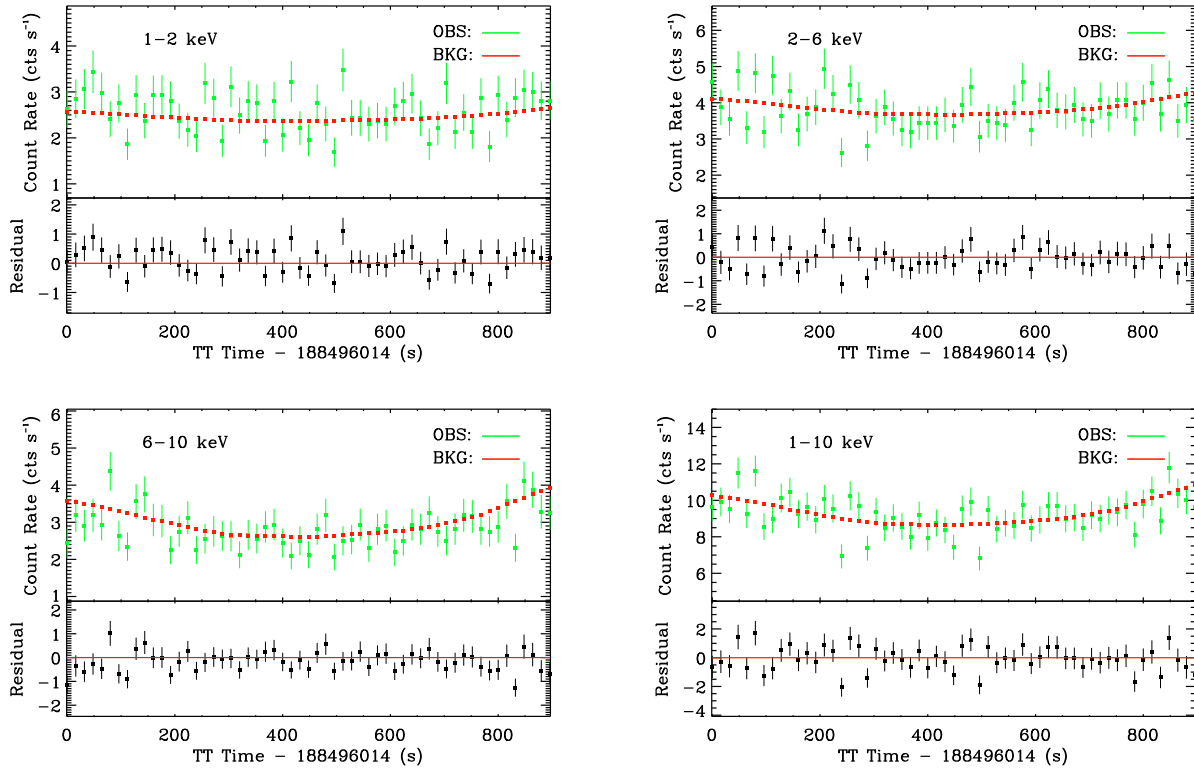 1−2 keV
OBS:
BKG:
Count Rate (cts s⁻¹)
4
3
2
1
Residual
2
1
0
−1
0 200 400 600 800
TT Time − 188496014 (s)
2−6 keV
OBS:
BKG:
Count Rate (cts s⁻¹)
6
5
4
3
2
Residual
2
1
0
−1
−2
0 200 400 600 800
TT Time − 188496014 (s)
6−10 keV
OBS:
BKG:
Count Rate (cts s⁻¹)
6
5
4
3
2
1
Residual
2
1
0
−1
−2
0 200 400 600 800
TT Time − 188496014 (s)
1−10 keV
OBS:
BKG:
Count Rate (cts s⁻¹)
14
12
10
8
6
4
Residual
4
2
0
−2
−4
0 200 400 600 800
TT Time − 188496014 (s)